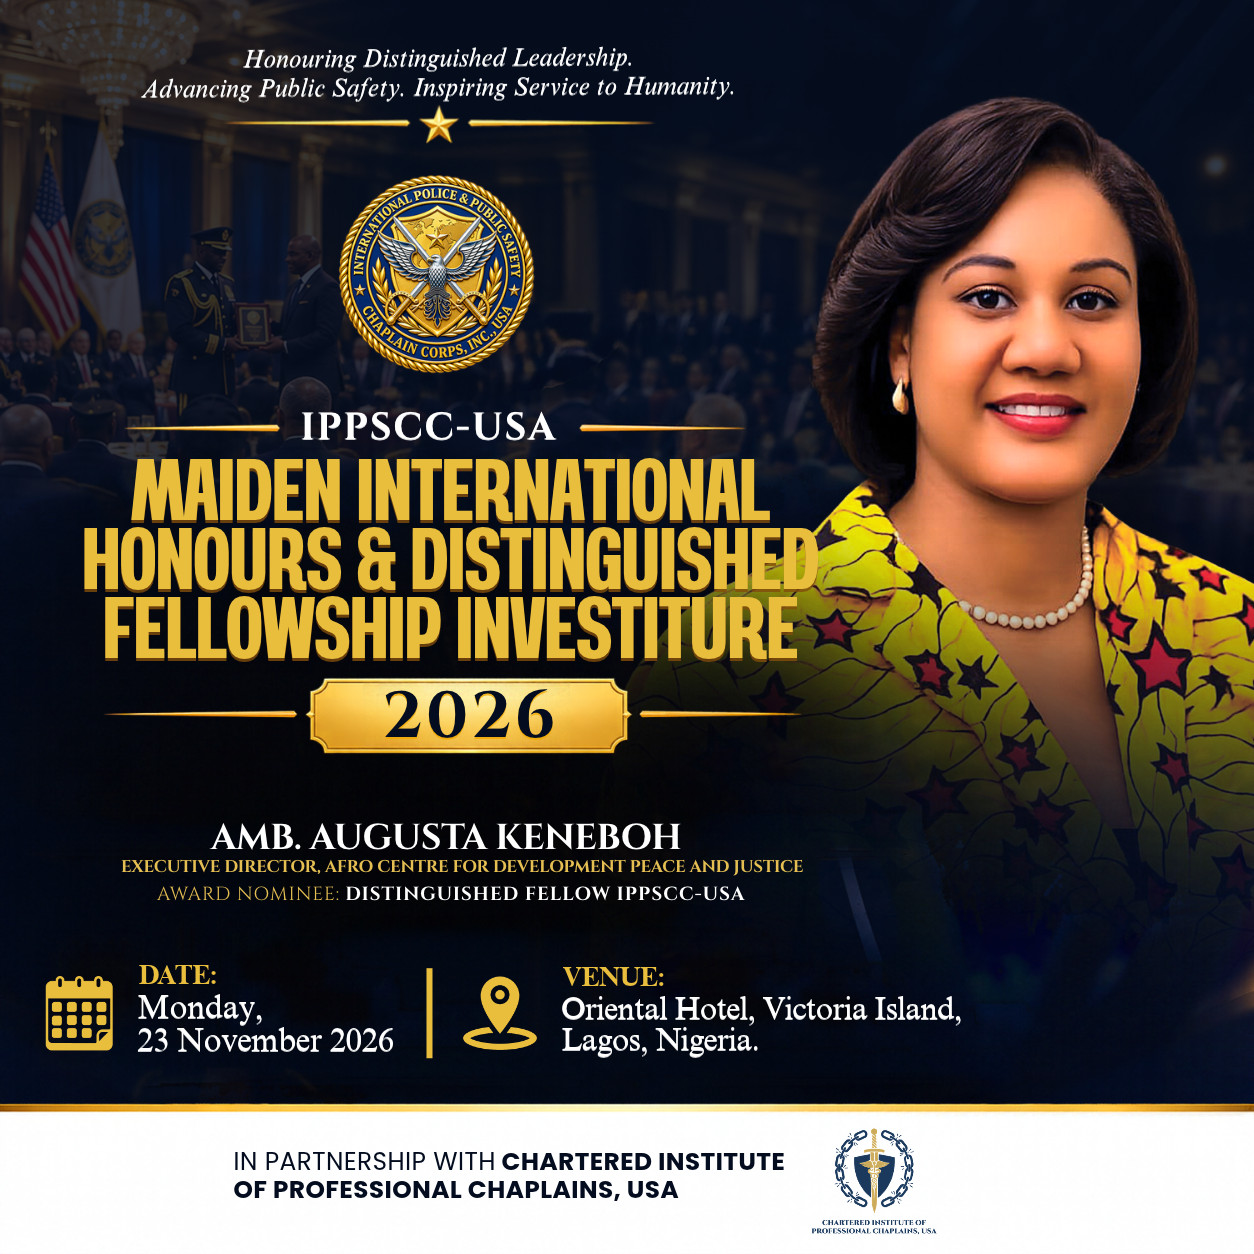 Honouring Distinguished Leadership.
Advancing Public Safety. Inspiring Service to Humanity.
INTERNATIONAL POLICE & PUBLIC SAFETY
CHAPLAIN CORPS, INC., USA
IPPSCC-USA
MAIDEN INTERNATIONAL
HONOURS & DISTINGUISHED
FELLOWSHIP INVESTITURE
2026
AMB. AUGUSTA KENEBOH
EXECUTIVE DIRECTOR, AFRO CENTRE FOR DEVELOPMENT PEACE AND JUSTICE
AWARD NOMINEE: DISTINGUISHED FELLOW IPPSCC-USA
DATE:
Monday,
23 November 2026
VENUE:
Oriental Hotel, Victoria Island,
Lagos, Nigeria.
IN PARTNERSHIP WITH CHARTERED INSTITUTE
OF PROFESSIONAL CHAPLAINS, USA
CHARTERED INSTITUTE OF
PROFESSIONAL CHAPLAINS, USA